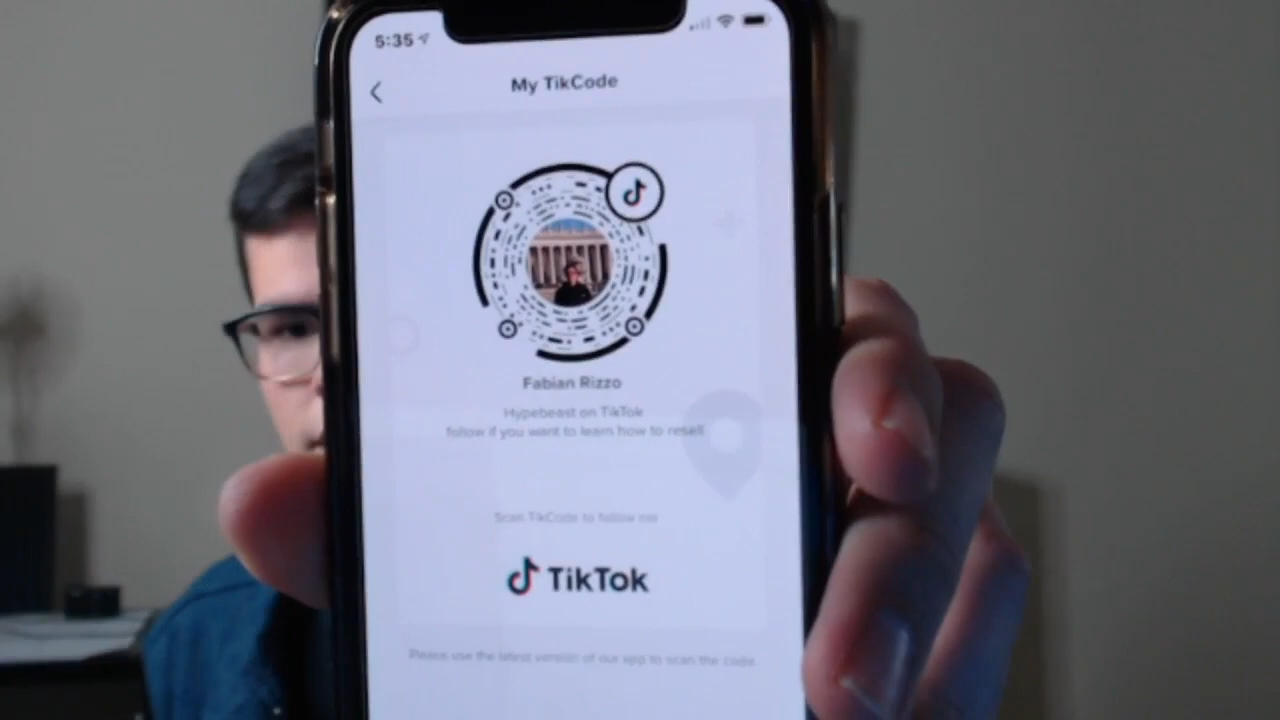 5:35
My TikCode
Fabian Rizzo
Hypebeast on TikTok
follow if you want to learn how to resell
Scan TikCode to follow me
TikTok
Please use the latest version of our app to scan the code.